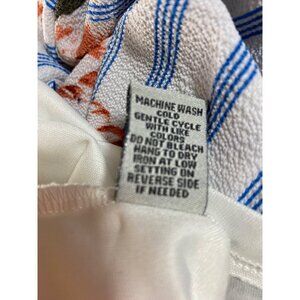 MACHINE WASH
COLD
GENTLE CYCLE
WITH LIKE
COLORS
DO NOT BLEACH
HANG TO DRY
IRON AT LOW
SETTING ON
REVERSE SIDE
IF NEEDED